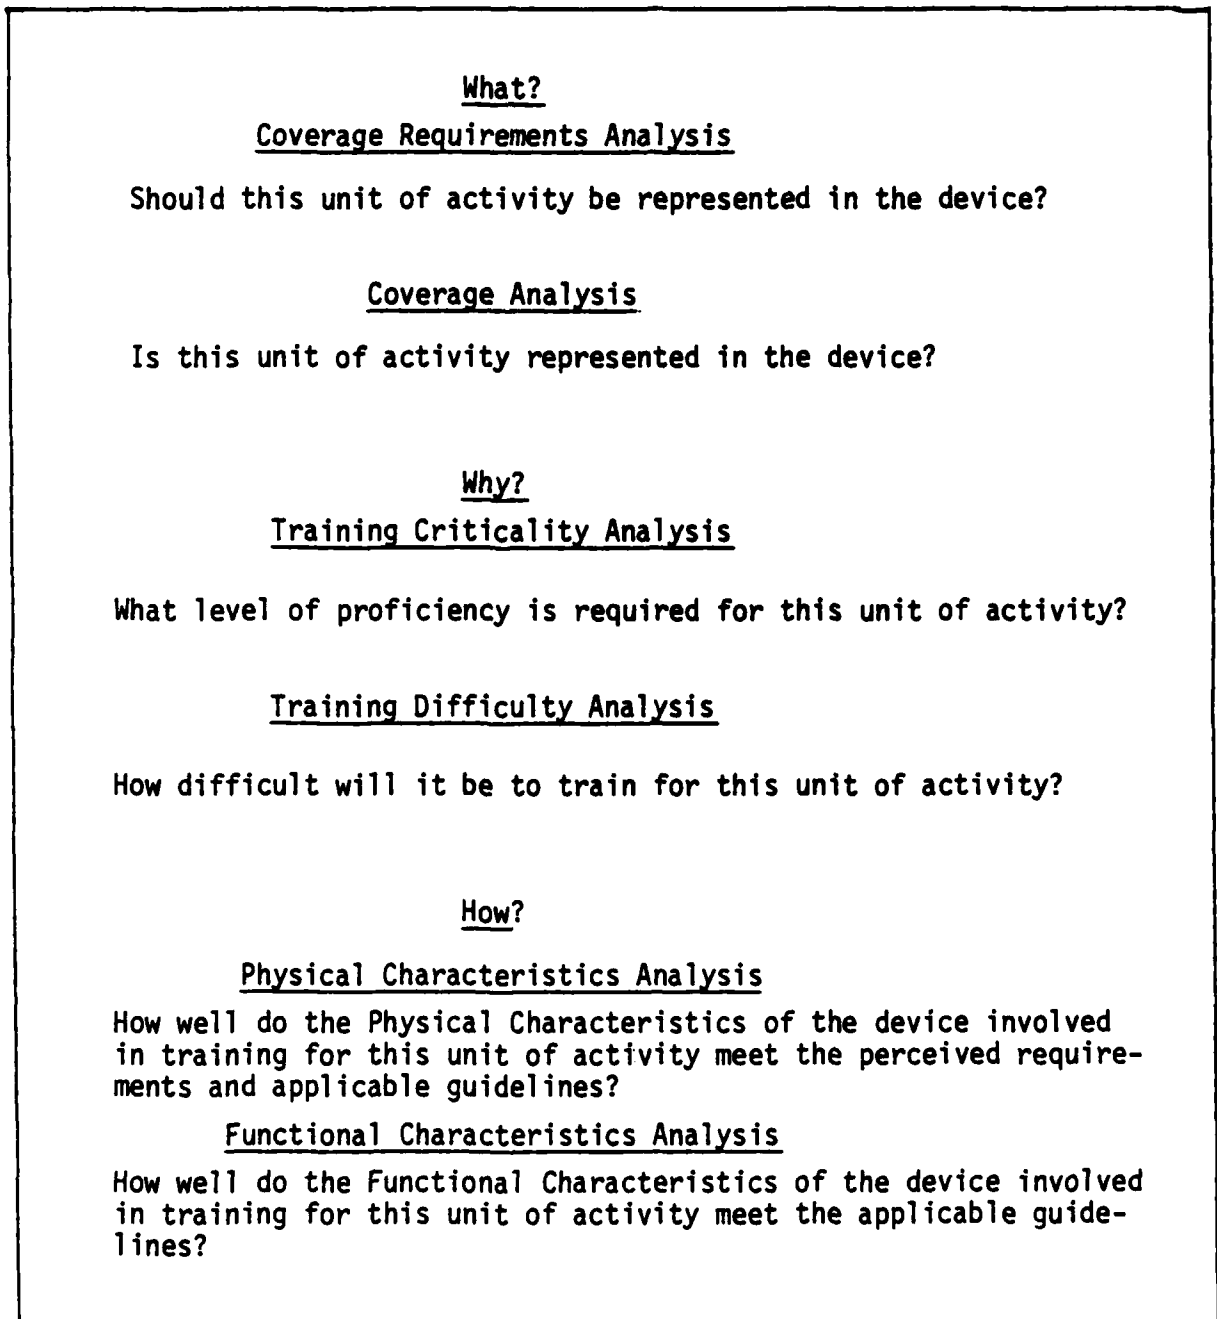 What?
Coverage Requirements Analysis
Should this unit of activity be represented in the device?
Coverage Analysis
Is this unit of activity represented in the device?
Why?
Training Criticality Analysis
What level of proficiency is required for this unit of activity?
Training Difficulty Analysis
How difficult will it be to train for this unit of activity?
How?
Physical Characteristics Analysis
How well do the Physical Characteristics of the device involved
in training for this unit of activity meet the perceived require-
ments and applicable guidelines?
Functional Characteristics Analysis
How well do the Functional Characteristics of the device involved
in training for this unit of activity meet the applicable guide-
lines?